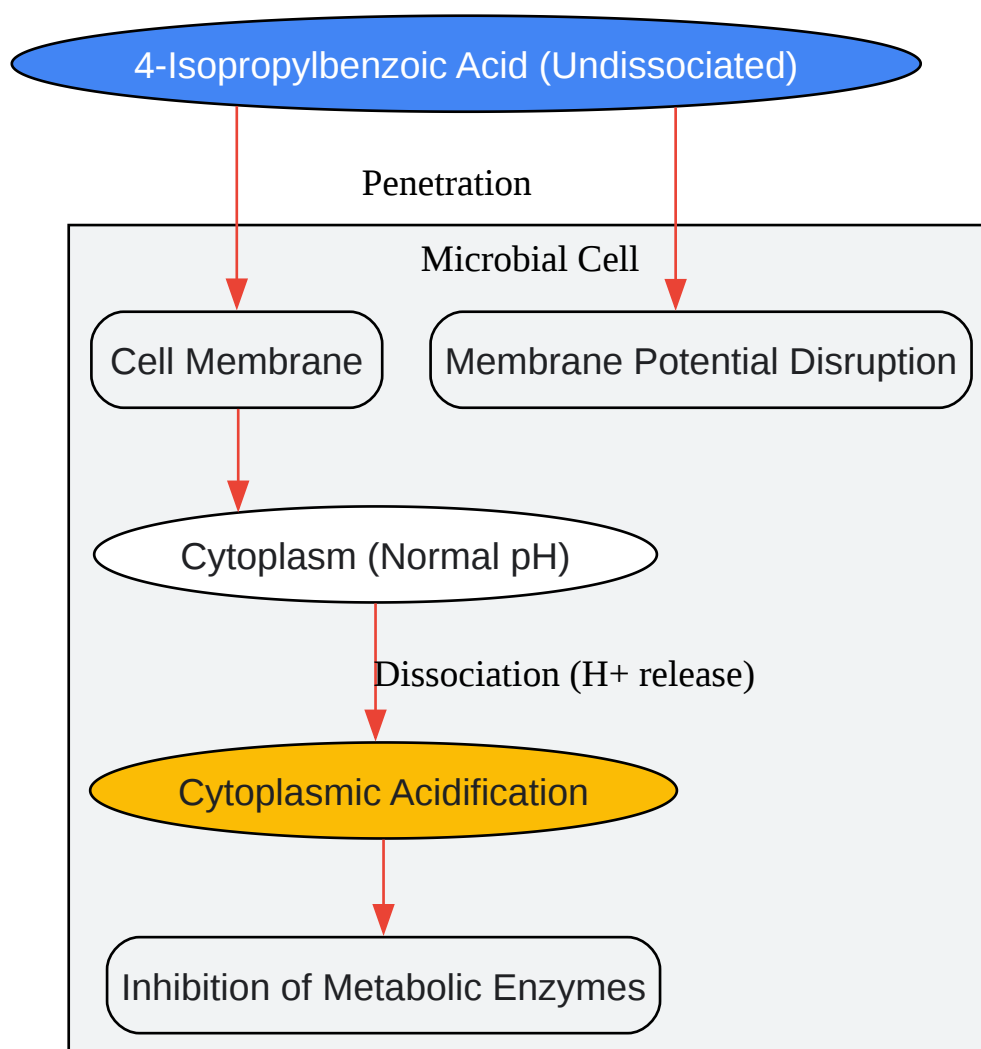 4-Isopropylbenzoic Acid (Undissociated)
Penetration
Microbial Cell
Cell Membrane
Membrane Potential Disruption
Cytoplasm (Normal pH)
Dissociation (H+ release)
Cytoplasmic Acidification
Inhibition of Metabolic Enzymes